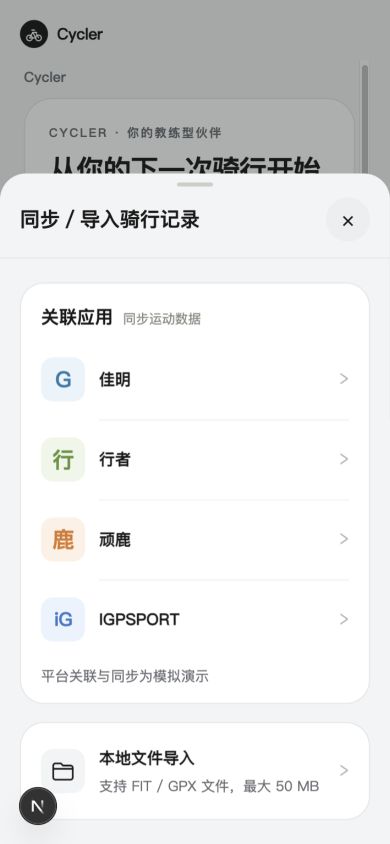 Cycler
Cycler
CYCLER · 你的教练型伙伴
从你的下一次骑行开始
同步 / 导入骑行记录
×
关联应用 同步运动数据
G 佳明
行 行者
鹿 顽鹿
iG IGPSPORT
平台关联与同步为模拟演示
本地文件导入
支持 FIT / GPX 文件，最大 50 MB
N